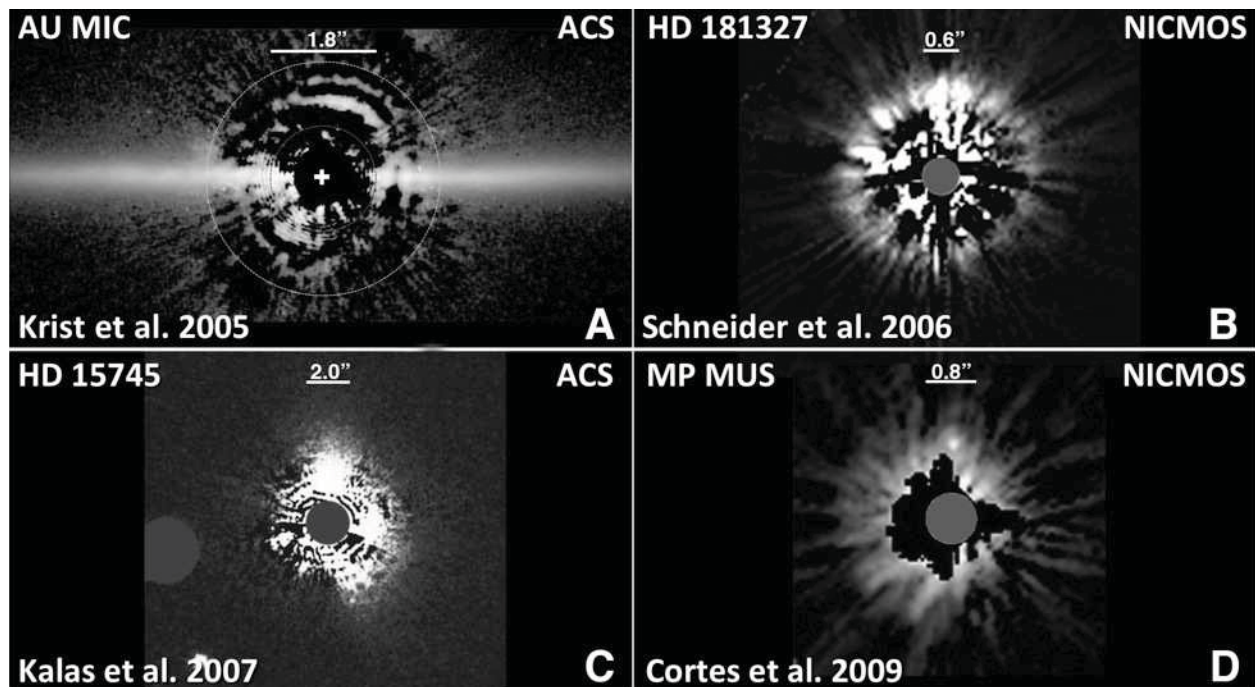 AU MIC
ACS
1.8”
Krist et al. 2005
A
HD 181327
NICMOS
0.6”
Schneider et al. 2006
B
HD 15745
ACS
2.0”
Kalas et al. 2007
C
MP MUS
NICMOS
0.8”
Cortes et al. 2009
D